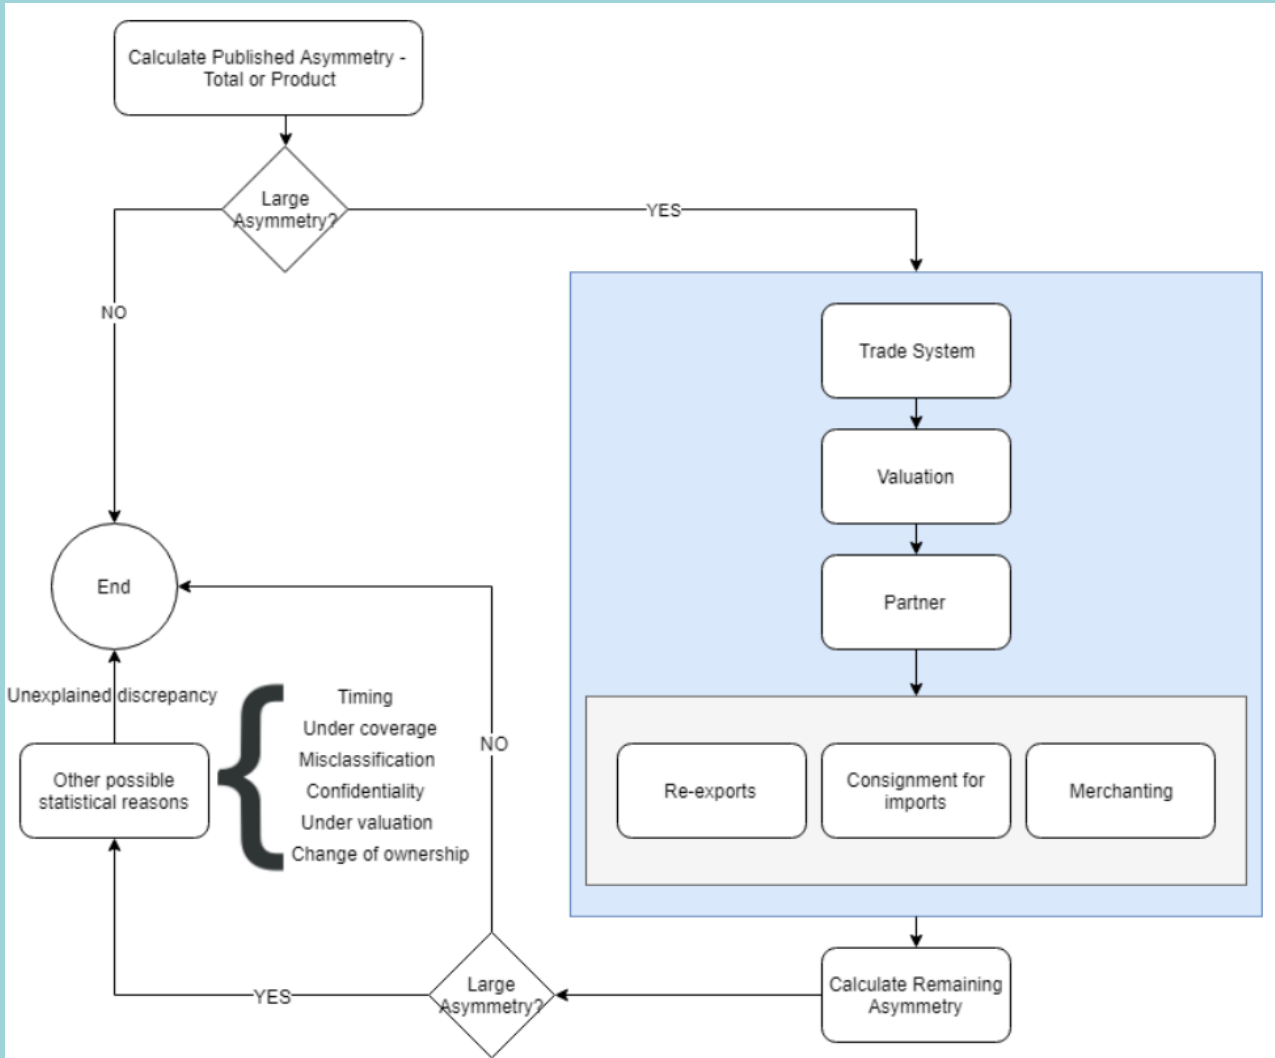 Calculate Published Asymmetry -
Total or Product
Large
Asymmetry?
YES
NO
Trade System
Valuation
Partner
Re-exports
Consignment for
imports
Merchanting
Calculate Remaining
Asymmetry
Large
Asymmetry?
NO
YES
Other possible
statistical reasons
Timing
Under coverage
Misclassification
Confidentiality
Under valuation
Change of ownership
Unexplained discrepancy
End